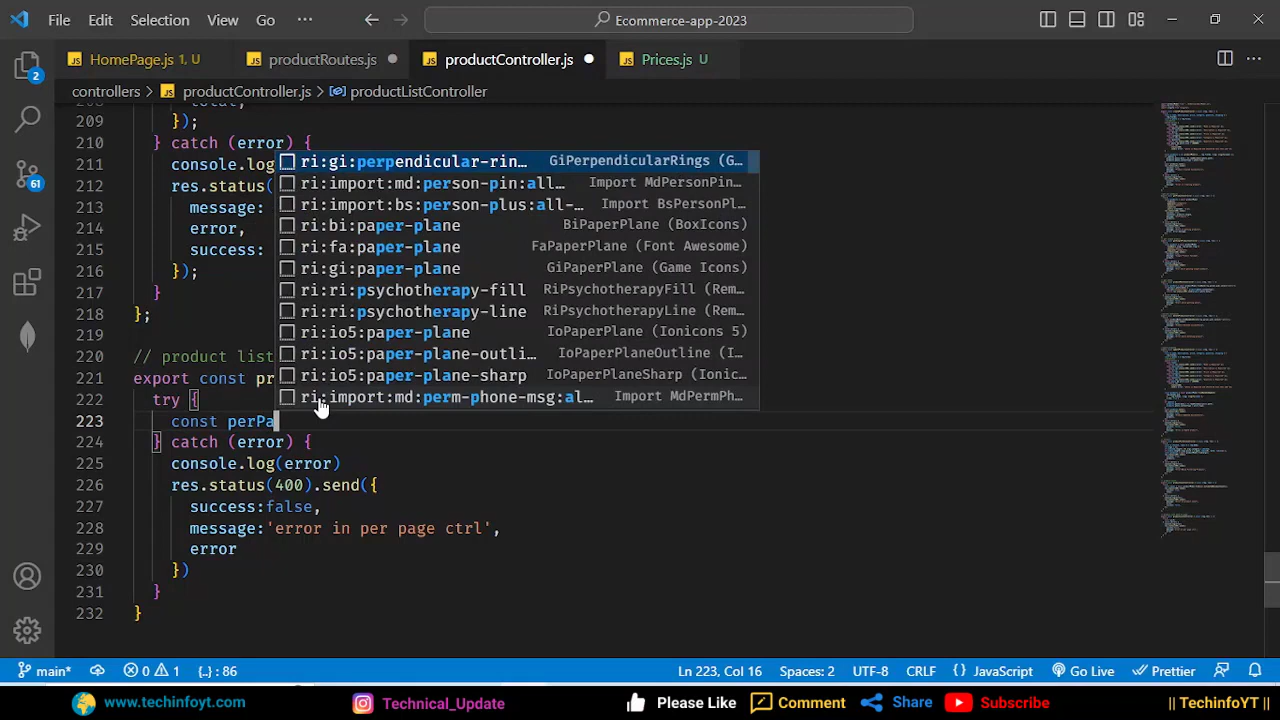 File Edit Selection View Go ··· Ecommerce-app-2023
HomePage.js 1, U productRoutes.js productController.js Prices.js U
controllers > productController.js > productListController
209 });
210 } catch (error) {
211 console.log
212 res.status(
213 message:
214 error,
215 success:
216 });
217 }
218 };
219
220 // product list
221 export const pr
222 try {
223 const perPa
224 } catch (error) {
225 console.log(error)
226 res.status(400).send({
227 success:false,
228 message:'error in per page ctrl',
229 error
230 })
231 }
232 }
ri:gi:perpendicular-ri… GiPerpendicularRings (G…
ri:import:md:person-pin:all… Import MdPersonPin…
ri:import:bs:person-plus:all-… Import BsPersonPl…
ri:bi:paper-plane BiPaperPlane (BoxIcons)
ri:fa:paper-plane FaPaperPlane (Font Awesome)
ri:gi:paper-plane GiPaperPlane (Game Icons)
ri:ri:psychotherapy-fill RiPsychotherapyFill (Rem…
ri:ri:psychotherapy-line RiPsychotherapyLine (Rem…
ri:io5:paper-plane IoPaperPlane (Ionicons 5)
ri:io5:paper-plane-outli… IoPaperPlaneOutline (I…
ri:io5:paper-plane-sharp IoPaperPlaneSharp (Ionic…
ri:import:md:perm-phone-msg:al… Import MdPermPh…
2
61
main* 0 1 {..} : 86 Ln 223, Col 16 Spaces: 2 UTF-8 CRLF {} JavaScript Go Live Prettier
www.techinfoyt.com Technical_Update Please Like Comment Share Subscribe || TechinfoYT ||